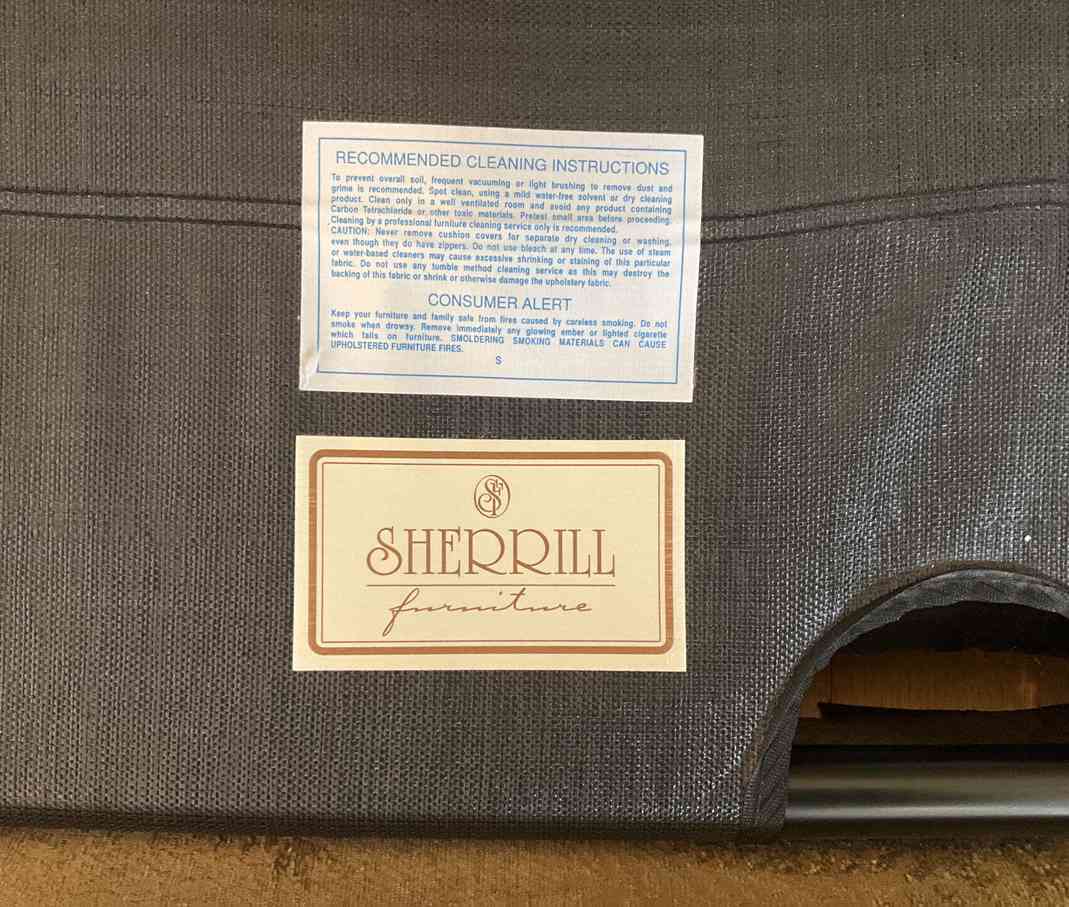 RECOMMENDED CLEANING INSTRUCTIONS
To prevent overall soil, frequent vacuuming or light brushing to remove dust and
grime is recommended. Spot clean, using a mild water-free solvent or dry cleaning
product. Clean only in a well ventilated room and avoid any product containing
Carbon Tetrachloride or other toxic materials. Pretest small area before proceeding.
Cleaning by a professional furniture cleaning service only is recommended.
CAUTION: Never remove cushion covers for separate dry cleaning or washing,
even though they do have zippers. Do not use bleach at any time. The use of steam
or water-based cleaners may cause excessive shrinking or staining of this particular
fabric. Do not use any tumble method cleaning service as this may destroy the
backing of this fabric or shrink or otherwise damage the upholstery fabric.
CONSUMER ALERT
Keep your furniture and family safe from fires caused by careless smoking. Do not
smoke when drowsy. Remove immediately any glowing ember or lighted cigarette
which falls on furniture. SMOLDERING SMOKING MATERIALS CAN CAUSE
UPHOLSTERED FURNITURE FIRES.
S
SHERRILL
furniture